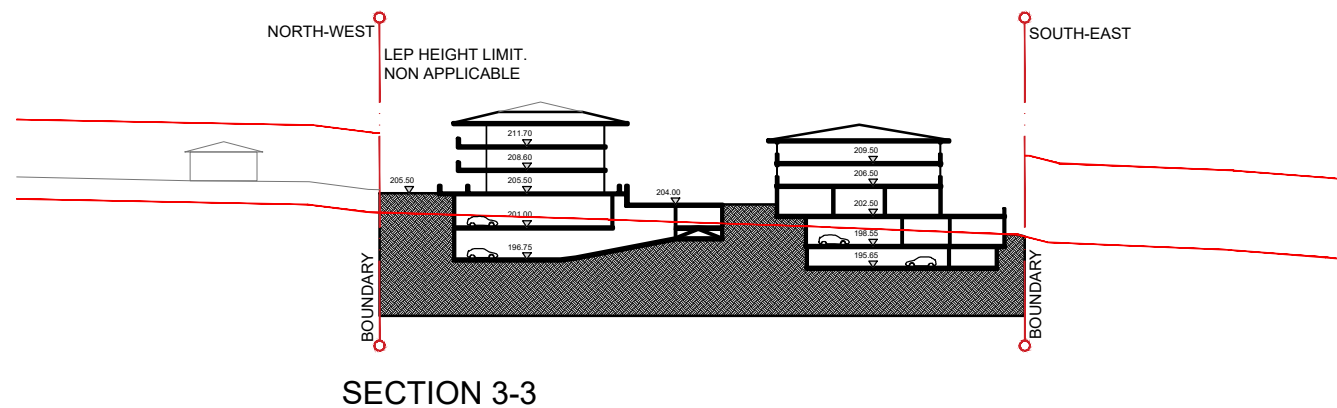 NORTH-WEST
SOUTH-EAST
LEP HEIGHT LIMIT.
NON APPLICABLE
211.70
209.50
208.60
206.50
205.50
205.50
204.00
202.50
201.00
198.55
196.75
195.65
BOUNDARY
BOUNDARY
SECTION 3-3